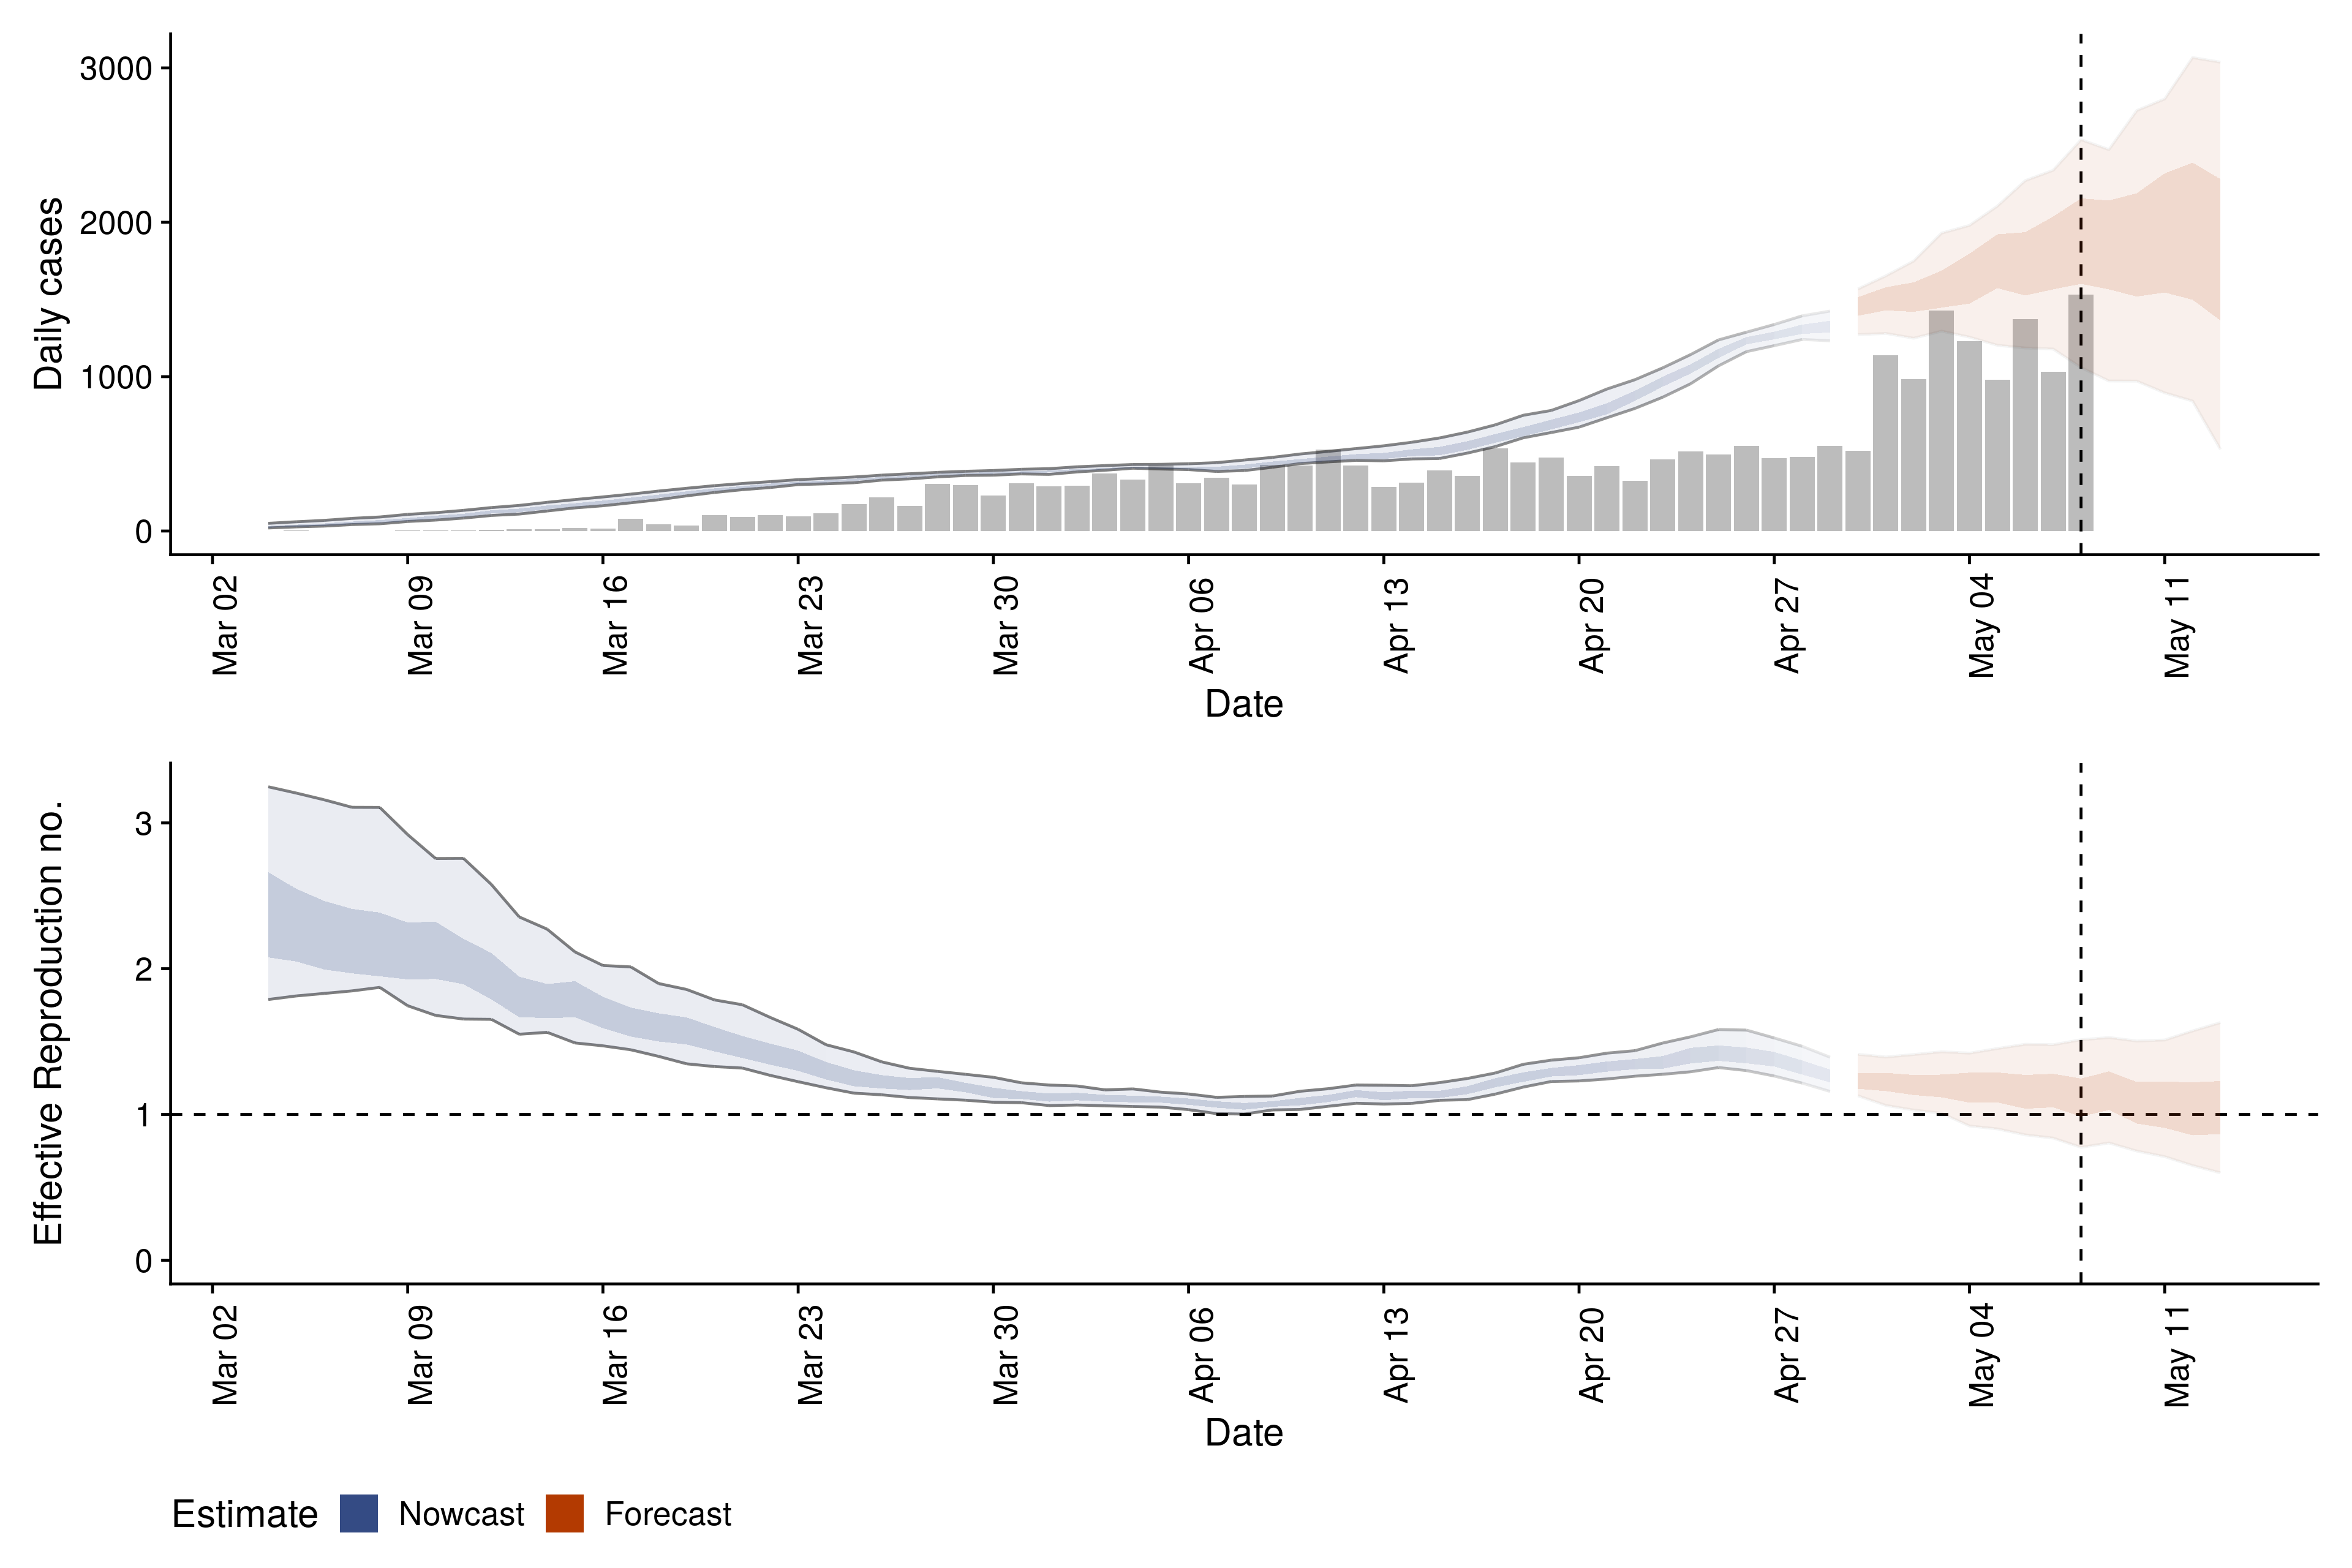 Daily cases
3000
2000
1000
0
Mar 02
Mar 09
Mar 16
Mar 23
Mar 30
Apr 06
Apr 13
Apr 20
Apr 27
May 04
May 11
Date
Effective Reproduction no.
3
2
1
0
Mar 02
Mar 09
Mar 16
Mar 23
Mar 30
Apr 06
Apr 13
Apr 20
Apr 27
May 04
May 11
Date
Estimate Nowcast Forecast